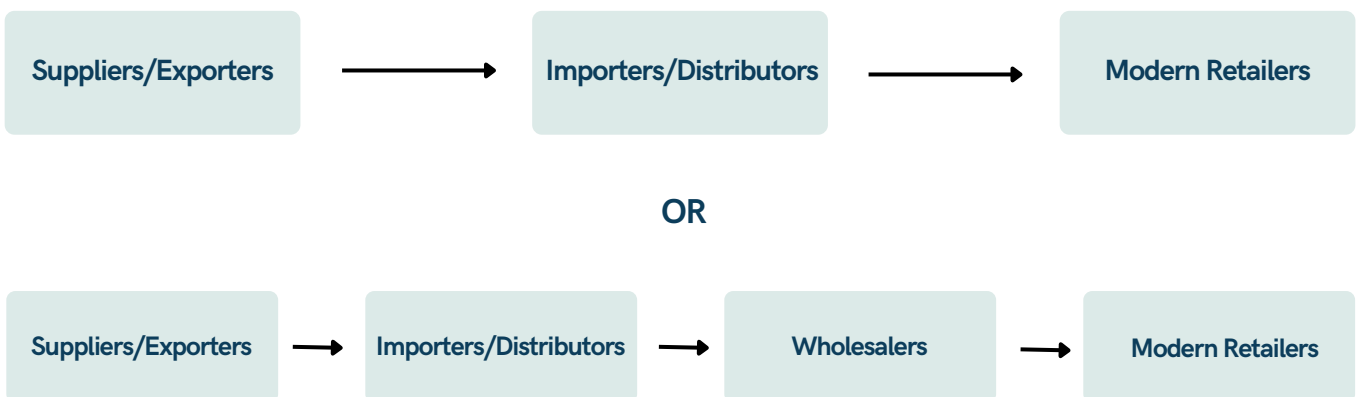 Suppliers/Exporters
Importers/Distributors
Modern Retailers
OR
Suppliers/Exporters
Importers/Distributors
Wholesalers
Modern Retailers